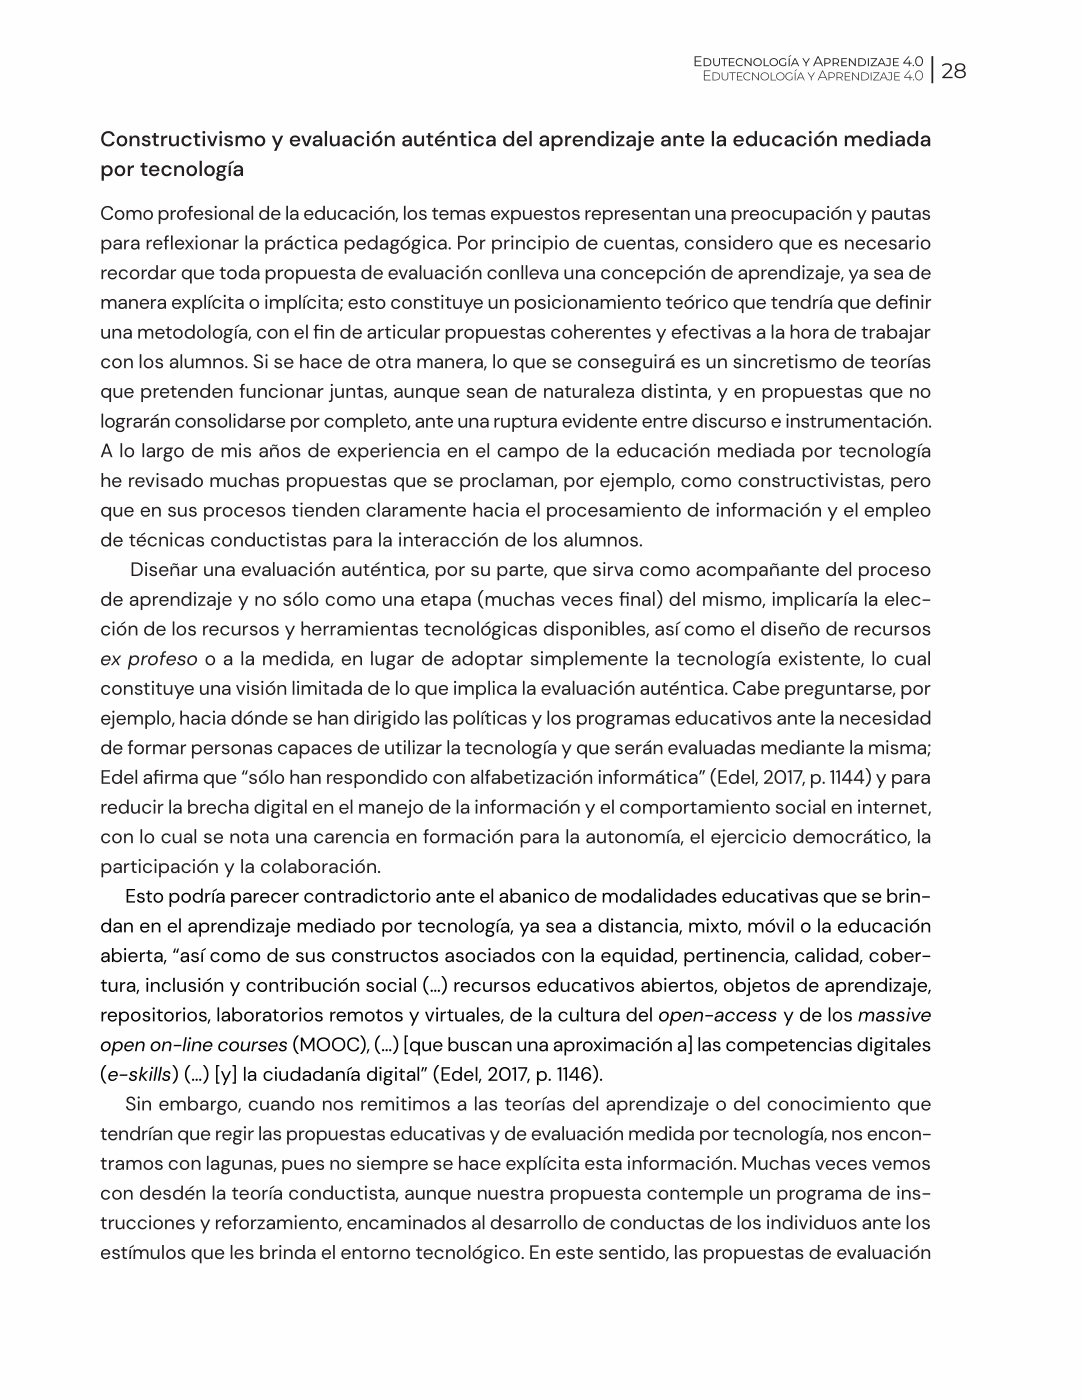 Edutecnología y Aprendizaje 4.0
Edutecnología y Aprendizaje 4.0
28
Constructivismo y evaluación auténtica del aprendizaje ante la educación mediada
por tecnología
Como profesional de la educación, los temas expuestos representan una preocupación y pautas
para reflexionar la práctica pedagógica. Por principio de cuentas, considero que es necesario
recordar que toda propuesta de evaluación conlleva una concepción de aprendizaje, ya sea de
manera explícita o implícita; esto constituye un posicionamiento teórico que tendría que definir
una metodología, con el fin de articular propuestas coherentes y efectivas a la hora de trabajar
con los alumnos. Si se hace de otra manera, lo que se conseguirá es un sincretismo de teorías
que pretenden funcionar juntas, aunque sean de naturaleza distinta, y en propuestas que no
lograrán consolidarse por completo, ante una ruptura evidente entre discurso e instrumentación.
A lo largo de mis años de experiencia en el campo de la educación mediada por tecnología
he revisado muchas propuestas que se proclaman, por ejemplo, como constructivistas, pero
que en sus procesos tienden claramente hacia el procesamiento de información y el empleo
de técnicas conductistas para la interacción de los alumnos.
Diseñar una evaluación auténtica, por su parte, que sirva como acompañante del proceso
de aprendizaje y no sólo como una etapa (muchas veces final) del mismo, implicaría la elec-
ción de los recursos y herramientas tecnológicas disponibles, así como el diseño de recursos
ex profeso o a la medida, en lugar de adoptar simplemente la tecnología existente, lo cual
constituye una visión limitada de lo que implica la evaluación auténtica. Cabe preguntarse, por
ejemplo, hacia dónde se han dirigido las políticas y los programas educativos ante la necesidad
de formar personas capaces de utilizar la tecnología y que serán evaluadas mediante la misma;
Edel afirma que “sólo han respondido con alfabetización informática” (Edel, 2017, p. 1144) y para
reducir la brecha digital en el manejo de la información y el comportamiento social en internet,
con lo cual se nota una carencia en formación para la autonomía, el ejercicio democrático, la
participación y la colaboración.
Esto podría parecer contradictorio ante el abanico de modalidades educativas que se brin-
dan en el aprendizaje mediado por tecnología, ya sea a distancia, mixto, móvil o la educación
abierta, “así como de sus constructos asociados con la equidad, pertinencia, calidad, cober-
tura, inclusión y contribución social (...) recursos educativos abiertos, objetos de aprendizaje,
repositorios, laboratorios remotos y virtuales, de la cultura del open-access y de los massive
open on-line courses (MOOC), (...) [que buscan una aproximación a] las competencias digitales
(e-skills) (...) [y] la ciudadanía digital” (Edel, 2017, p. 1146).
Sin embargo, cuando nos remitimos a las teorías del aprendizaje o del conocimiento que
tendrían que regir las propuestas educativas y de evaluación medida por tecnología, nos encon-
tramos con lagunas, pues no siempre se hace explícita esta información. Muchas veces vemos
con desdén la teoría conductista, aunque nuestra propuesta contemple un programa de ins-
trucciones y reforzamiento, encaminados al desarrollo de conductas de los individuos ante los
estímulos que les brinda el entorno tecnológico. En este sentido, las propuestas de evaluación